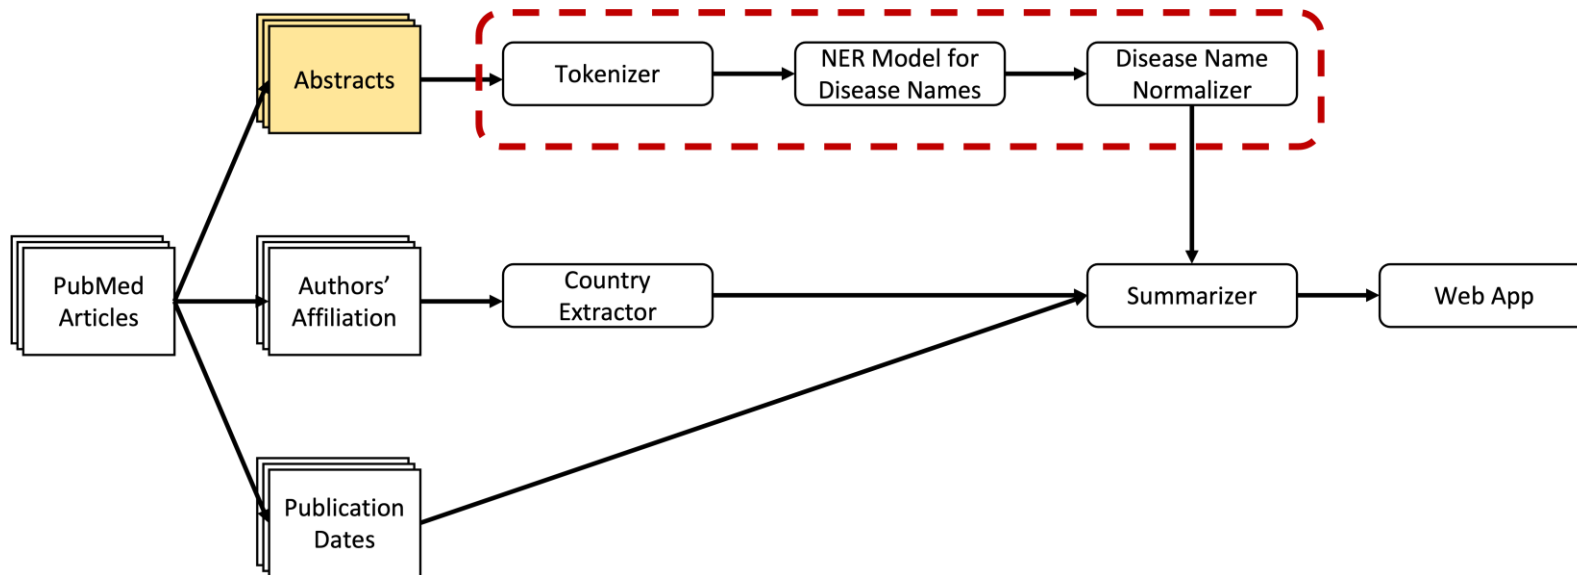 Abstracts
Tokenizer
NER Model for
Disease Names
Disease Name
Normalizer
PubMed
Articles
Authors’
Affiliation
Country
Extractor
Summarizer
Web App
Publication
Dates